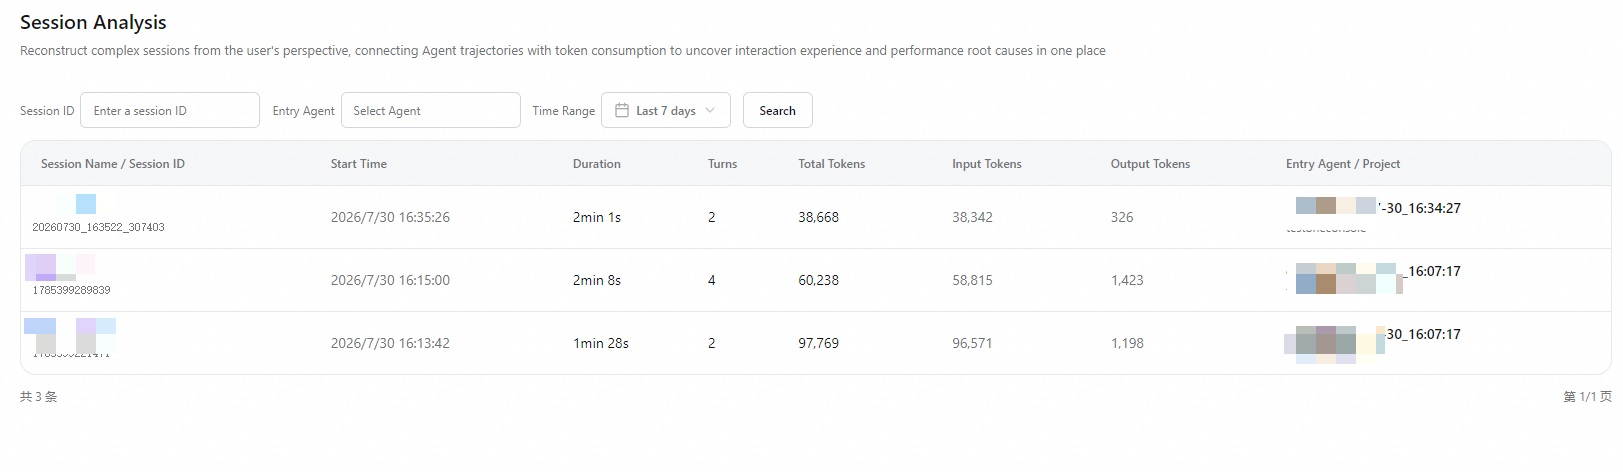 Session Analysis
Reconstruct complex sessions from the user's perspective, connecting Agent trajectories with token consumption to uncover interaction experience and performance root causes in one place
Session ID Enter a session ID Entry Agent Select Agent Time Range Last 7 days Search
Session Name / Session ID Start Time Duration Turns Total Tokens Input Tokens Output Tokens Entry Agent / Project
20260730_163522_307403 2026/7/30 16:35:26 2min 1s 2 38,668 38,342 326 -30_16:34:27
1785399289839 2026/7/30 16:15:00 2min 8s 4 60,238 58,815 1,423 _16:07:17
2026/7/30 16:13:42 1min 28s 2 97,769 96,571 1,198 -30_16:07:17
共 3 条 第 1/1 页